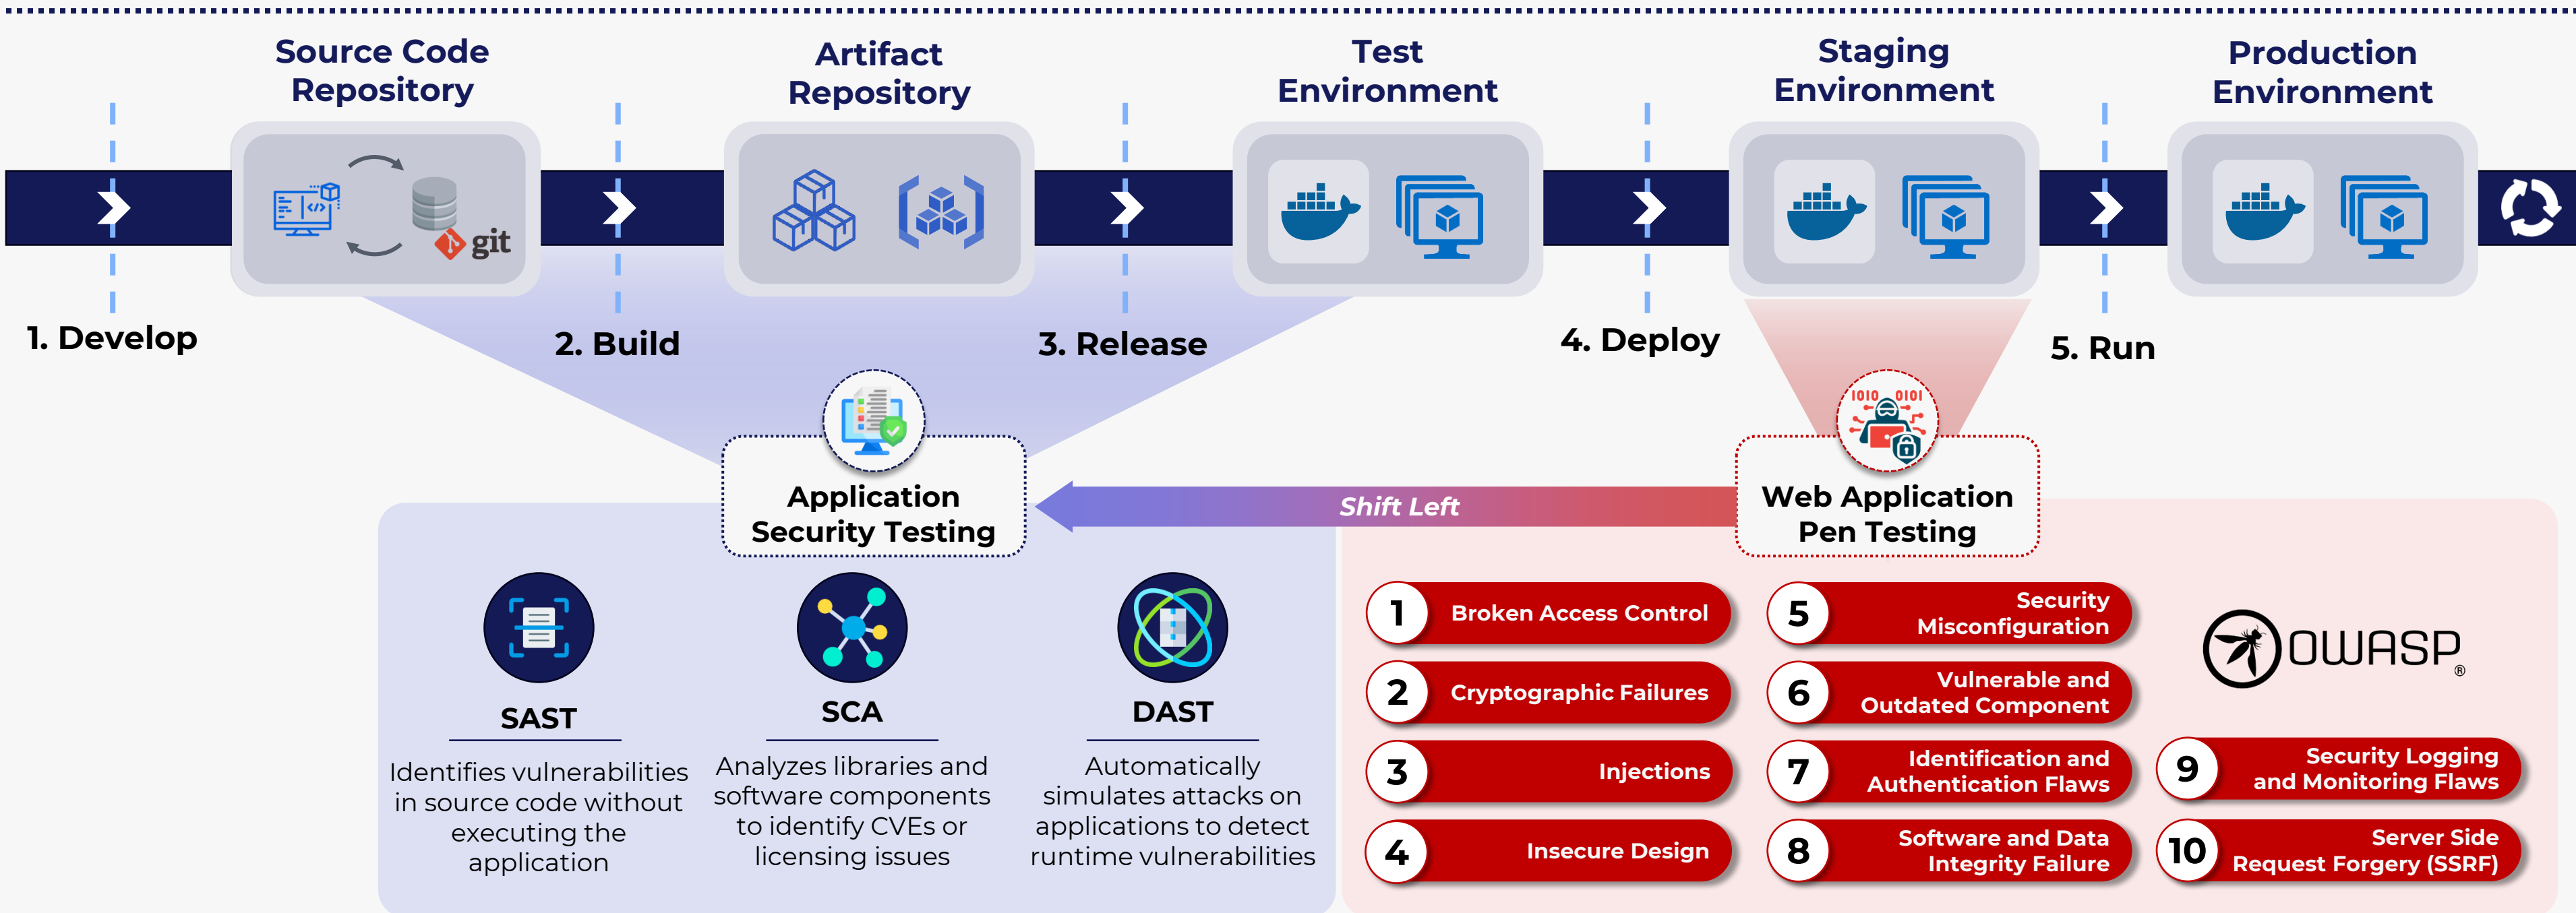 Source Code
Repository
Artifact
Repository
Test
Environment
Staging
Environment
Production
Environment
git
1. Develop
2. Build
3. Release
4. Deploy
5. Run
1010 0101
Application
Security Testing
Shift Left
Web Application
Pen Testing
SAST
Identifies vulnerabilities
in source code without
executing the
application
SCA
Analyzes libraries and
software components
to identify CVEs or
licensing issues
DAST
Automatically
simulates attacks on
applications to detect
runtime vulnerabilities
1 Broken Access Control
2 Cryptographic Failures
3 Injections
4 Insecure Design
5 Security
Misconfiguration
6 Vulnerable and
Outdated Component
7 Identification and
Authentication Flaws
8 Software and Data
Integrity Failure
OWASP®
9 Security Logging
and Monitoring Flaws
10 Server Side
Request Forgery (SSRF)